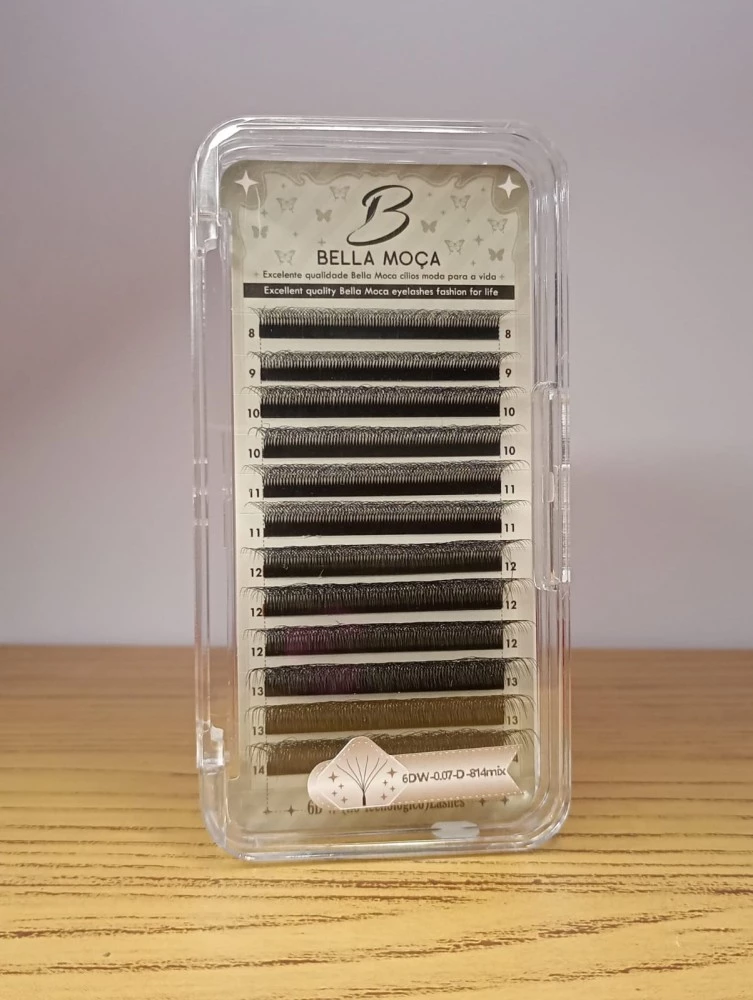 B
BELLA MOÇA
Excelente qualidade Bella Moca cílios moda para a vida
Excellent quality Bella Moca eyelashes fashion for life
8 8
9 9
10 10
10 10
11 11
11 11
12 12
12 12
12 12
13 13
13 13
14
6DW-0.07-D-814mix
Lashes